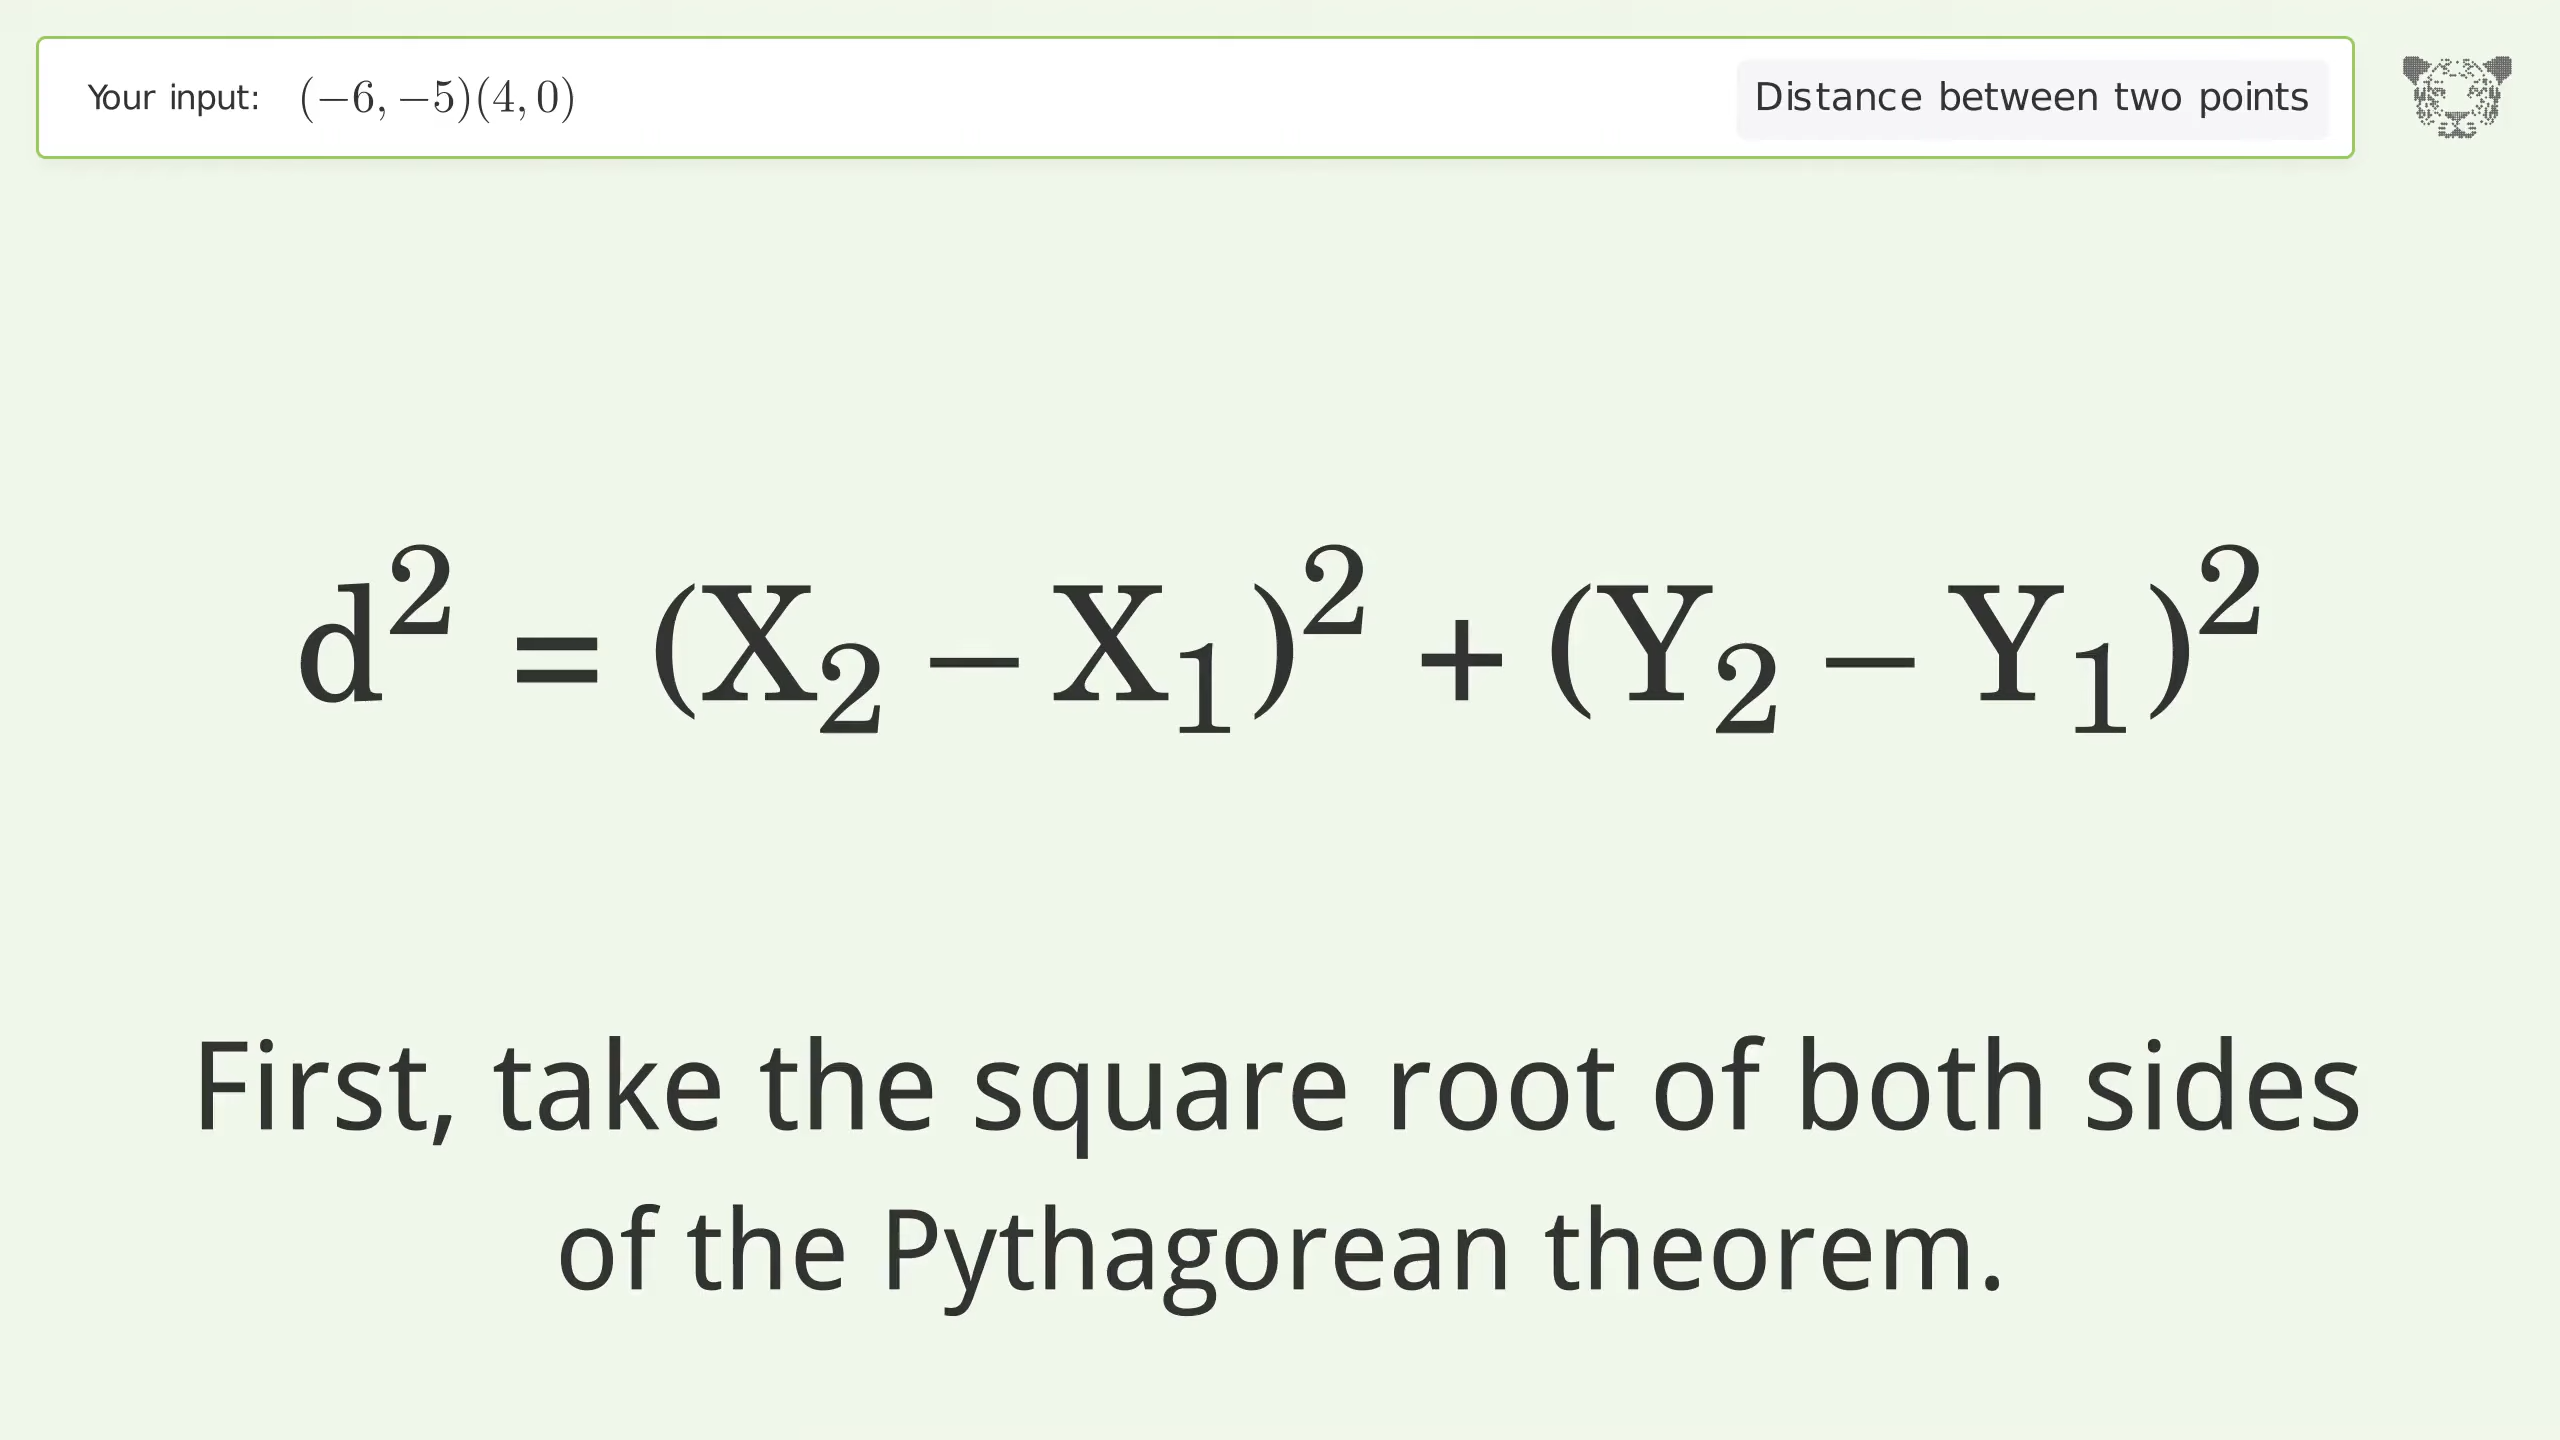 Your input: (−6, −5)(4, 0) Distance between two points
d² = (X₂ − X₁)² + (Y₂ − Y₁)²
First, take the square root of both sides
of the Pythagorean theorem.